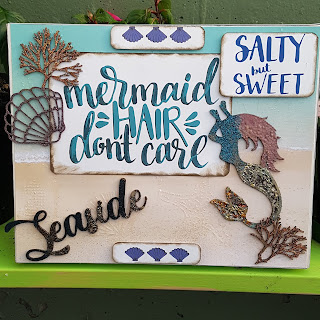 SALTY
but
SWEET
mermaid
HAIR
don't care
Seaside